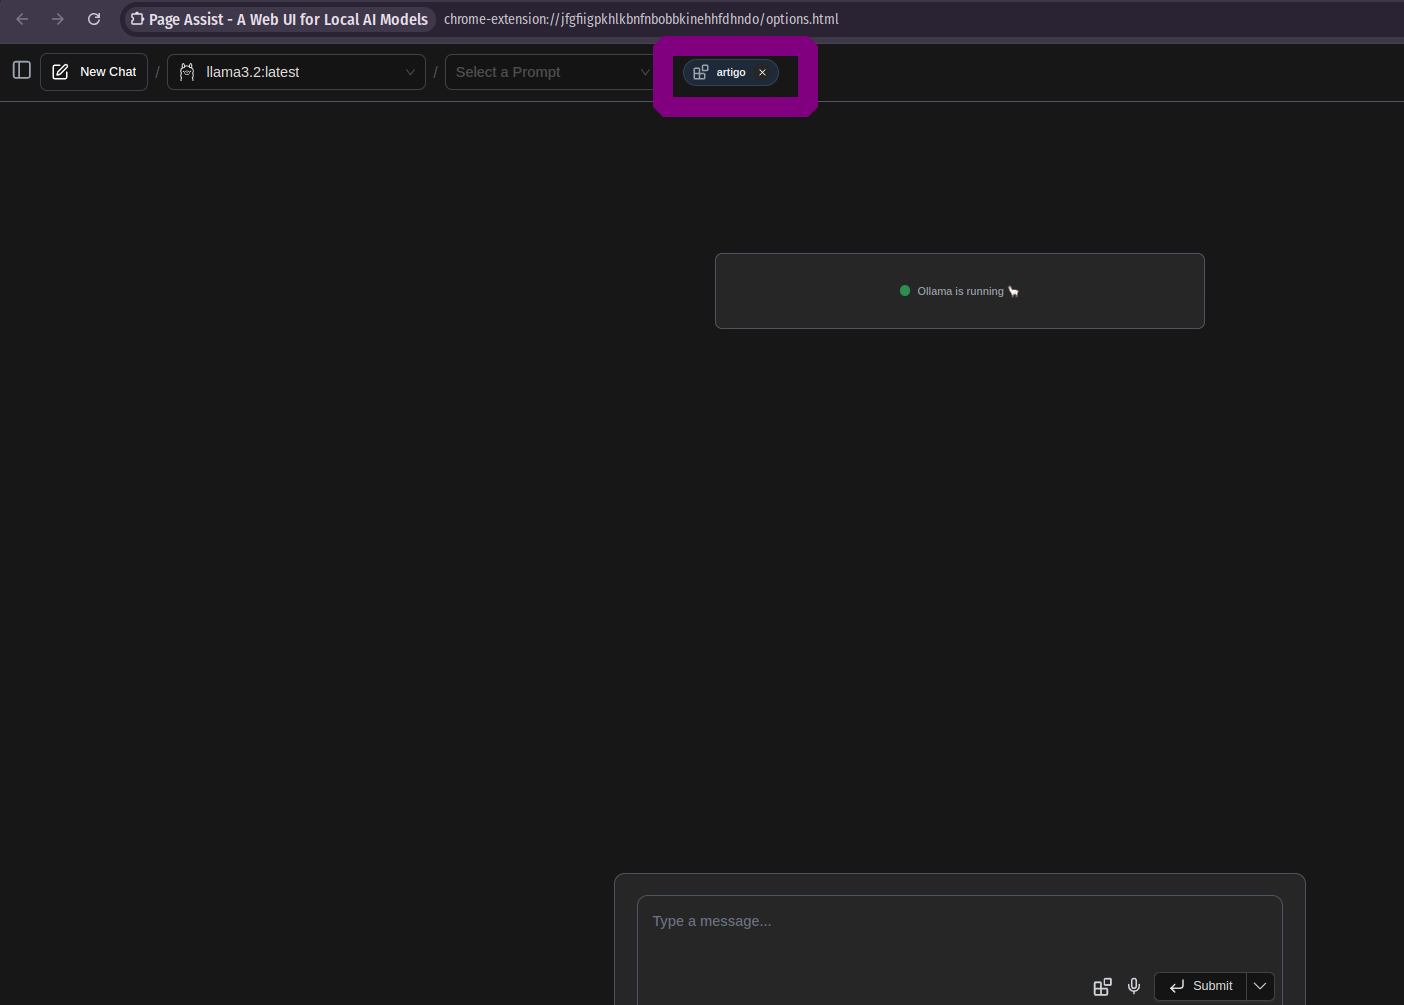 Page Assist - A Web UI for Local AI Models chrome-extension://jfgfiigpkhlkbnfnbobbkinehhfdhndo/options.html
New Chat / llama3.2:latest / Select a Prompt artigo
Ollama is running
Type a message...
Submit